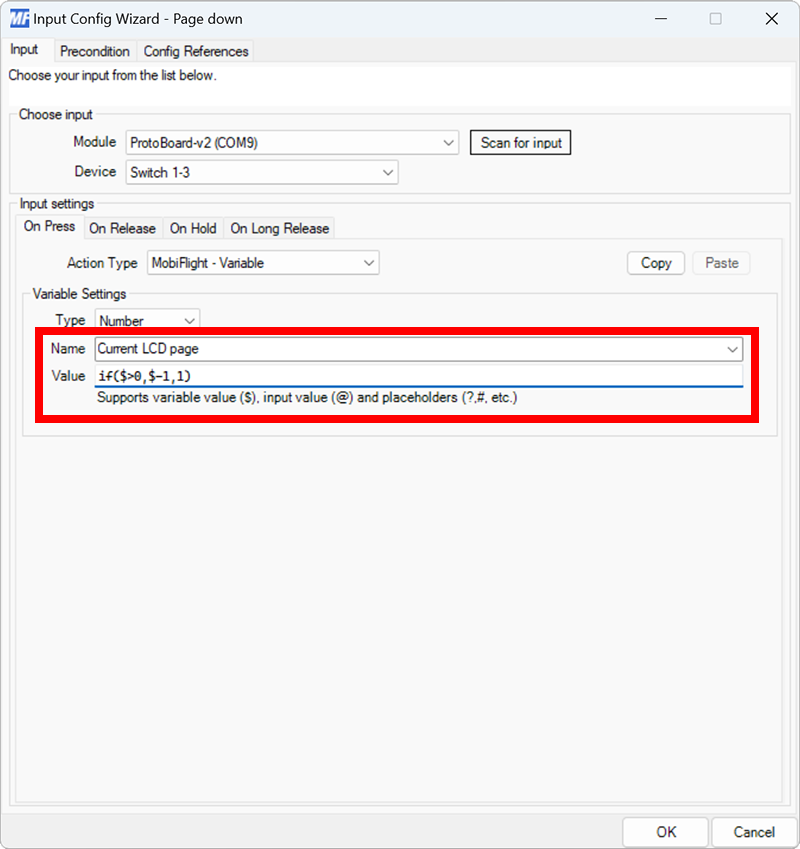 MF Input Config Wizard - Page down
Input Precondition Config References
Choose your input from the list below.
Choose input
Module ProtoBoard-v2 (COM9) Scan for input
Device Switch 1-3
Input settings
On Press On Release On Hold On Long Release
Action Type MobiFlight - Variable Copy Paste
Variable Settings
Type Number
Name Current LCD page
Value if($>0,$-1,1)
Supports variable value ($), input value (@) and placeholders (?,#, etc.)
OK Cancel